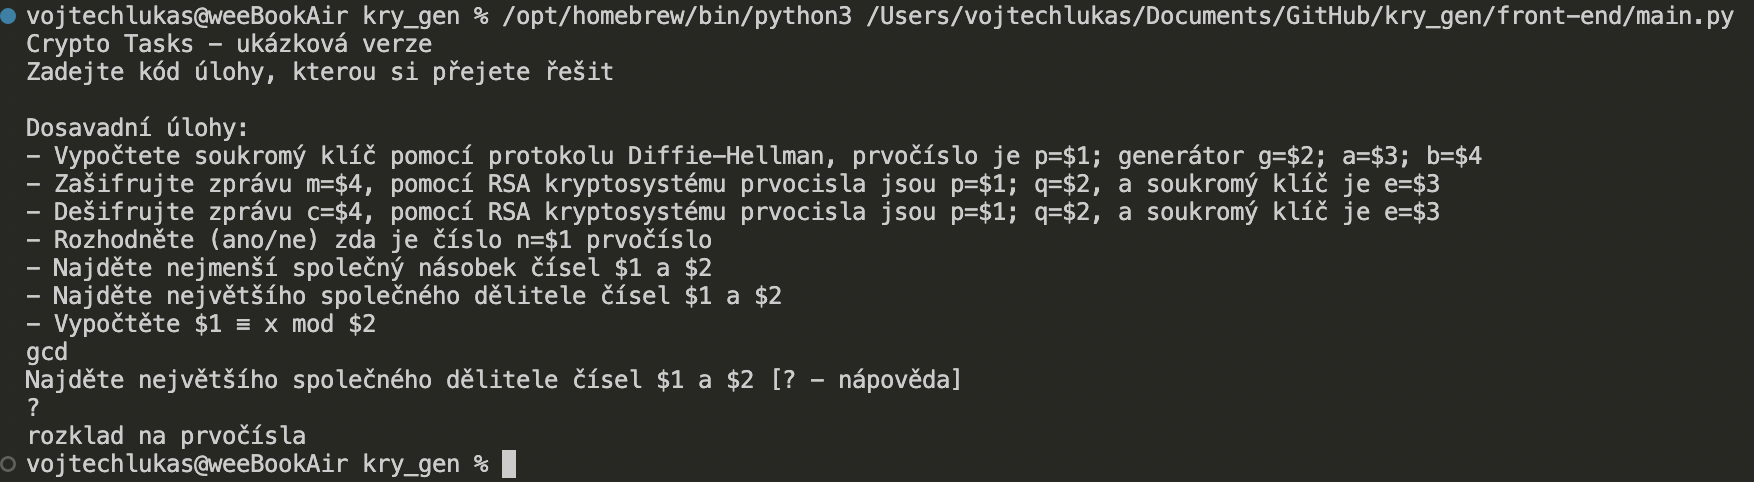 vojtechlukas@weeBookAir kry_gen % /opt/homebrew/bin/python3 /Users/vojtechlukas/Documents/GitHub/kry_gen/front-end/main.py
Crypto Tasks – ukázková verze
Zadejte kód úlohy, kterou si přejete řešit

Dosavadní úlohy:
– Vypočtete soukromý klíč pomocí protokolu Diffie–Hellman, prvočíslo je p=$1; generátor g=$2; a=$3; b=$4
– Zašifrujte zprávu m=$4, pomocí RSA kryptosystému prvocisla jsou p=$1; q=$2, a soukromý klíč je e=$3
– Dešifrujte zprávu c=$4, pomocí RSA kryptosystému prvocisla jsou p=$1; q=$2, a soukromý klíč je e=$3
– Rozhodněte (ano/ne) zda je číslo n=$1 prvočíslo
– Najděte nejmenší společný násobek čísel $1 a $2
– Najděte největšího společného dělitele čísel $1 a $2
– Vypočtěte $1 ≡ x mod $2
gcd
Najděte největšího společného dělitele čísel $1 a $2 [? – nápověda]
?
rozklad na prvočísla
vojtechlukas@weeBookAir kry_gen %